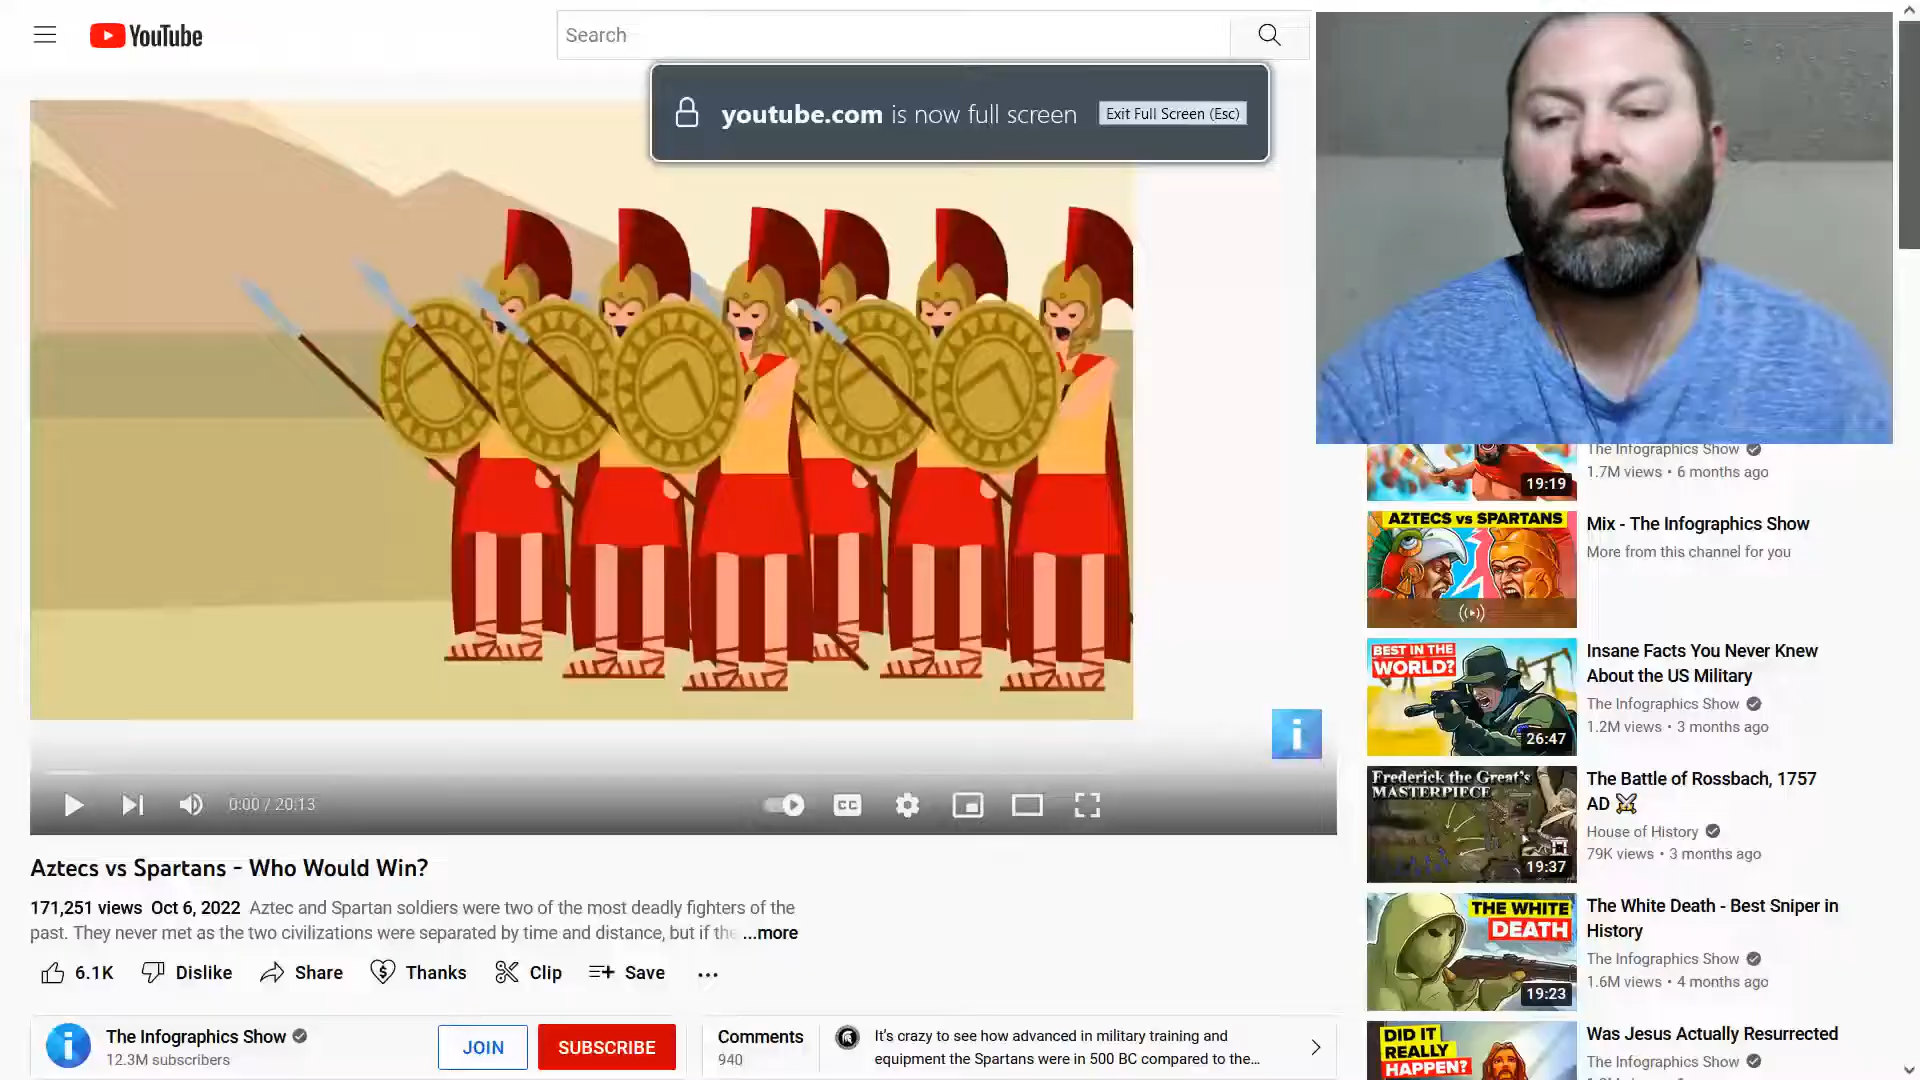 YouTube
Search
youtube.com is now full screen
Exit Full Screen (Esc)
0:00 / 20:13
CC
Aztecs vs Spartans - Who Would Win?
171,251 views Oct 6, 2022 Aztec and Spartan soldiers were two of the most deadly fighters of the
past. They never met as the two civilizations were separated by time and distance, but if the ...more
6.1K
Dislike
Share
Thanks
Clip
Save
The Infographics Show
12.3M subscribers
JOIN
SUBSCRIBE
Comments
940
It's crazy to see how advanced in military training and
equipment the Spartans were in 500 BC compared to the...
The Infographics Show
1.7M views • 6 months ago
19:19
AZTECS vs SPARTANS
Mix - The Infographics Show
More from this channel for you
BEST IN THE
WORLD?
26:47
Insane Facts You Never Knew
About the US Military
The Infographics Show
1.2M views • 3 months ago
Frederick the Great's
MASTERPIECE
19:37
The Battle of Rossbach, 1757
AD
House of History
79K views • 3 months ago
THE WHITE
DEATH
19:23
The White Death - Best Sniper in
History
The Infographics Show
1.6M views • 4 months ago
DID IT
REALLY
HAPPEN?
Was Jesus Actually Resurrected
The Infographics Show